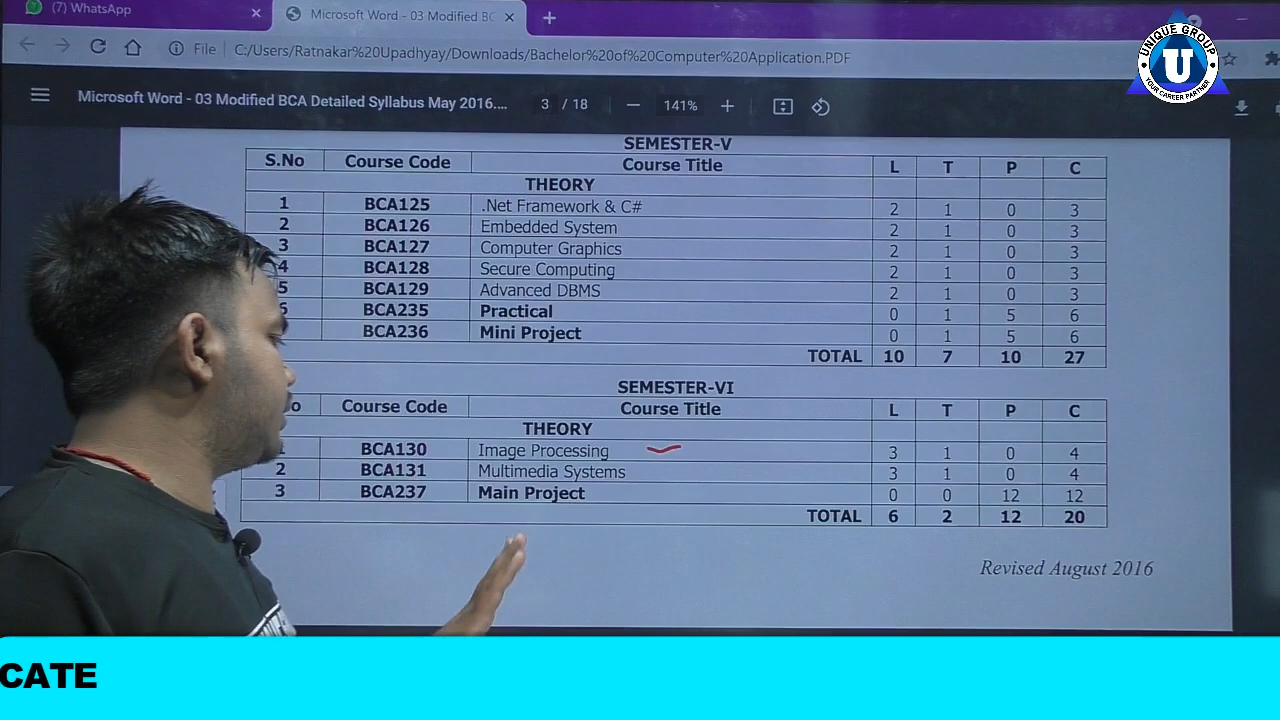 (7) WhatsApp
Microsoft Word - 03 Modified BC
File C:/Users/Ratnakar%20Upadhyay/Downloads/Bachelor%20of%20Computer%20Application.PDF
UNIQUE GROUP
U
YOUR CAREER PARTNER
Microsoft Word - 03 Modified BCA Detailed Syllabus May 2016.... 3 / 18 141%
SEMESTER-V
S.No Course Code Course Title L T P C
THEORY
1 BCA125 .Net Framework & C# 2 1 0 3
2 BCA126 Embedded System 2 1 0 3
3 BCA127 Computer Graphics 2 1 0 3
4 BCA128 Secure Computing 2 1 0 3
5 BCA129 Advanced DBMS 2 1 0 3
6 BCA235 Practical 0 1 5 6
BCA236 Mini Project 0 1 5 6
TOTAL 10 7 10 27
SEMESTER-VI
o Course Code Course Title L T P C
THEORY
1 BCA130 Image Processing 3 1 0 4
2 BCA131 Multimedia Systems 3 1 0 4
3 BCA237 Main Project 0 0 12 12
TOTAL 6 2 12 20
Revised August 2016
CATE